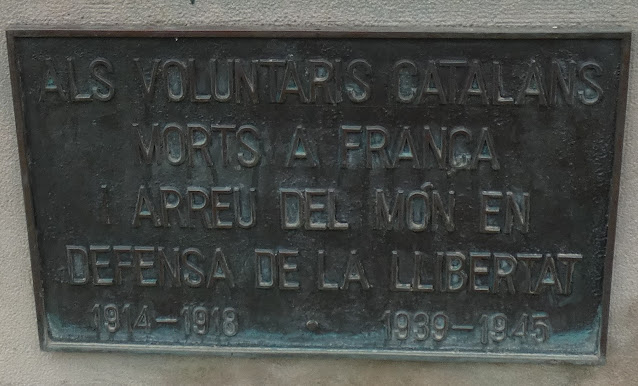 ALS VOLUNTARIS CATALANS
MORTS A FRANÇA
I ARREU DEL MÓN EN
DEFENSA DE LA LLIBERTAT
1914-1918 1939-1945